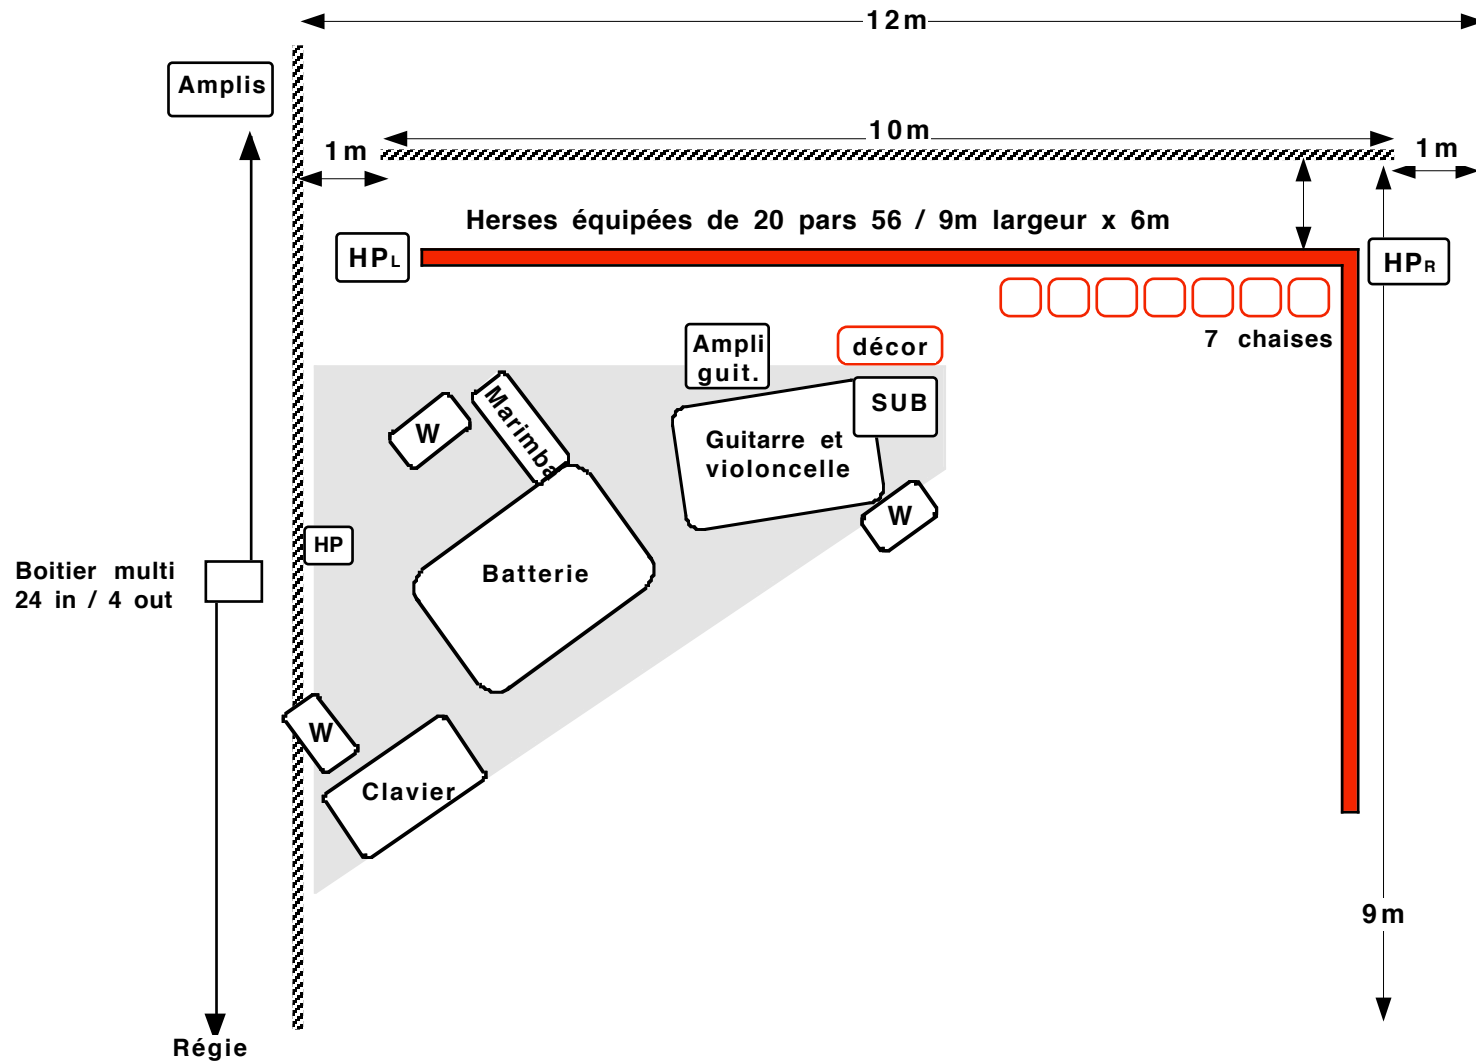 12m
Amplis
10m
1m
1m
Herses équipées de 20 pars 56 / 9m largeur x 6m
HPL
HPR
7 chaises
Ampli
guit.
décor
SUB
Marimba
W
Guitarre et
violoncelle
W
HP
Batterie
Boitier multi
24 in / 4 out
W
Clavier
9m
Régie